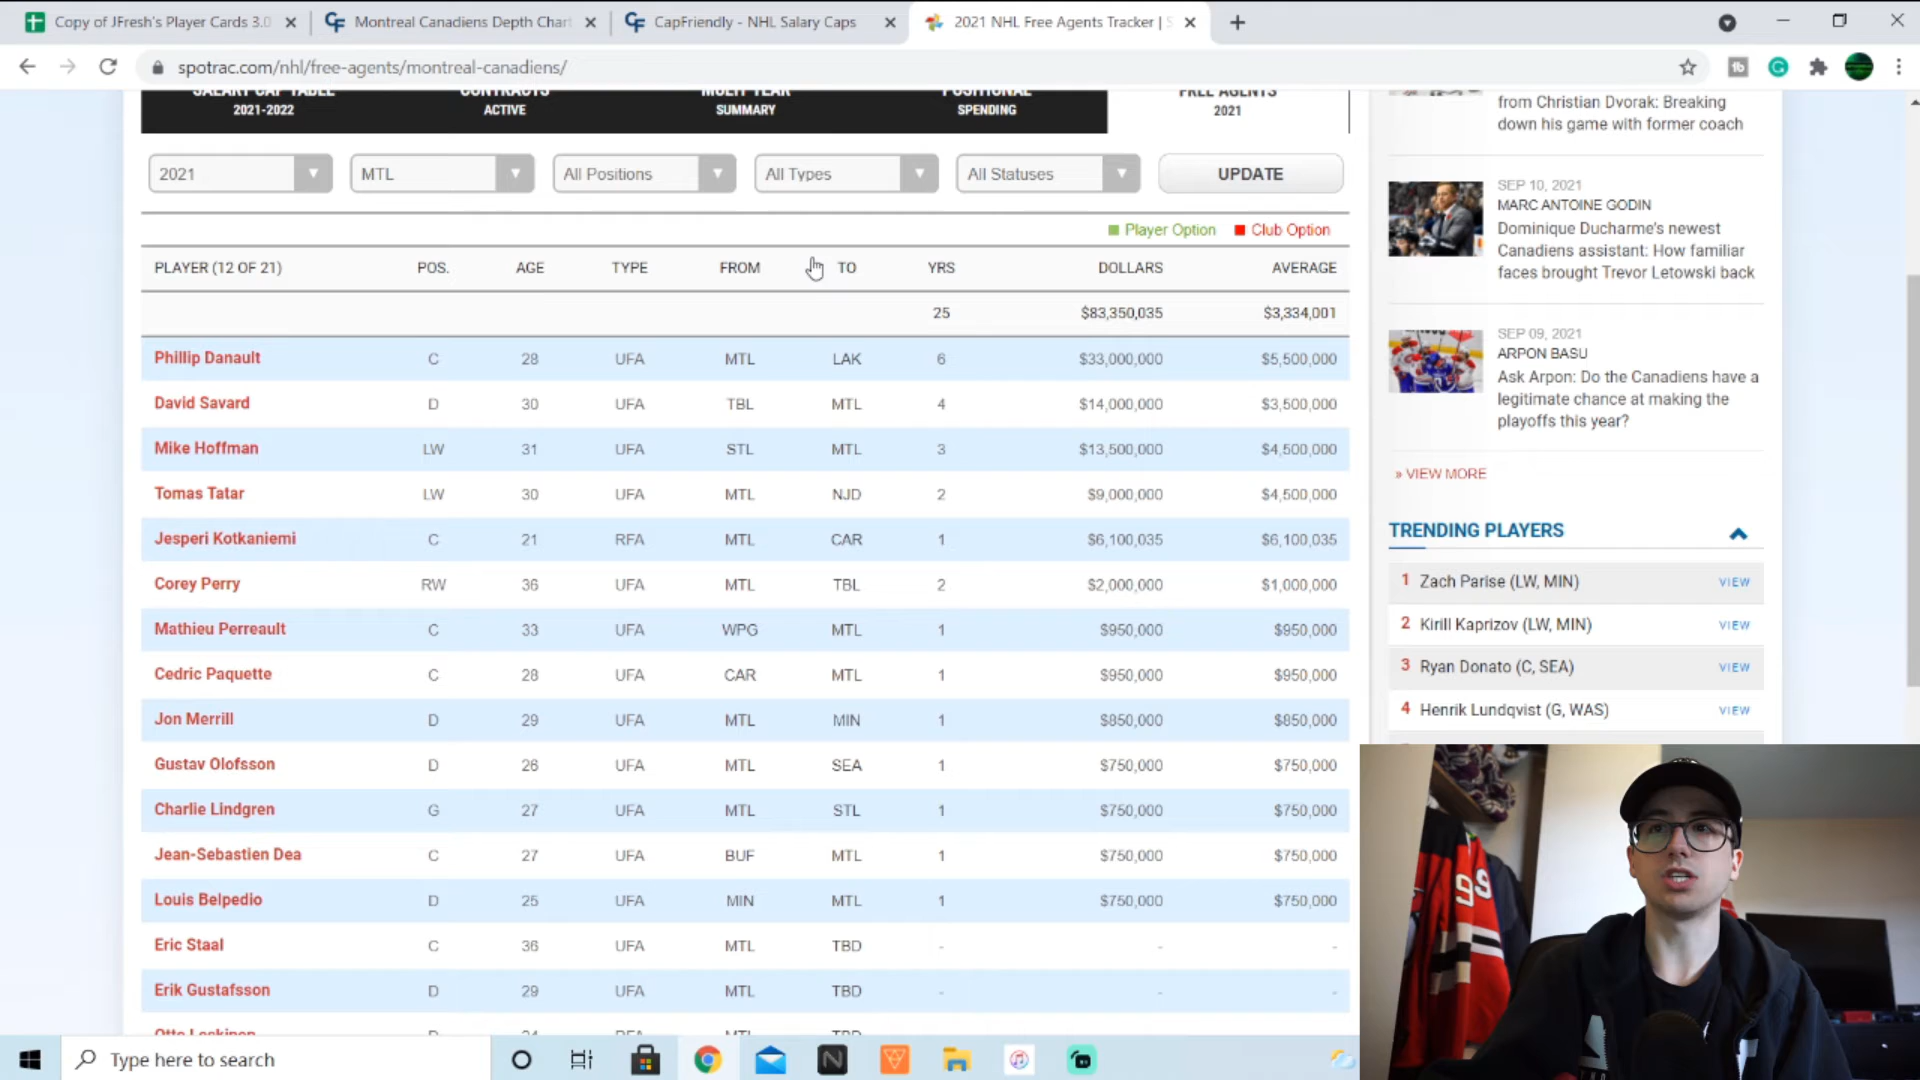 Copy of JFresh's Player Cards 3.0
Montreal Canadiens Depth Chart
CapFriendly - NHL Salary Caps
2021 NHL Free Agents Tracker | S
spotrac.com/nhl/free-agents/montreal-canadiens/
SALARY CAP TABLE
2021-2022
CONTRACTS
ACTIVE
MULTI-YEAR
SUMMARY
POSITIONAL
SPENDING
FREE AGENTS
2021
2021
MTL
All Positions
All Types
All Statuses
UPDATE
Player Option Club Option
PLAYER (12 OF 21) POS. AGE TYPE FROM TO YRS DOLLARS AVERAGE
25 $83,350,035 $3,334,001
Phillip Danault C 28 UFA MTL LAK 6 $33,000,000 $5,500,000
David Savard D 30 UFA TBL MTL 4 $14,000,000 $3,500,000
Mike Hoffman LW 31 UFA STL MTL 3 $13,500,000 $4,500,000
Tomas Tatar LW 30 UFA MTL NJD 2 $9,000,000 $4,500,000
Jesperi Kotkaniemi C 21 RFA MTL CAR 1 $6,100,035 $6,100,035
Corey Perry RW 36 UFA MTL TBL 2 $2,000,000 $1,000,000
Mathieu Perreault C 33 UFA WPG MTL 1 $950,000 $950,000
Cedric Paquette C 28 UFA CAR MTL 1 $950,000 $950,000
Jon Merrill D 29 UFA MTL MIN 1 $850,000 $850,000
Gustav Olofsson D 26 UFA MTL SEA 1 $750,000 $750,000
Charlie Lindgren G 27 UFA MTL STL 1 $750,000 $750,000
Jean-Sebastien Dea C 27 UFA BUF MTL 1 $750,000 $750,000
Louis Belpedio D 25 UFA MIN MTL 1 $750,000 $750,000
Eric Staal C 36 UFA MTL TBD - - -
Erik Gustafsson D 29 UFA MTL TBD - - -
from Christian Dvorak: Breaking
down his game with former coach
SEP 10, 2021
MARC ANTOINE GODIN
Dominique Ducharme's newest
Canadiens assistant: How familiar
faces brought Trevor Letowski back
SEP 09, 2021
ARPON BASU
Ask Arpon: Do the Canadiens have a
legitimate chance at making the
playoffs this year?
» VIEW MORE
TRENDING PLAYERS
1 Zach Parise (LW, MIN) VIEW
2 Kirill Kaprizov (LW, MIN) VIEW
3 Ryan Donato (C, SEA) VIEW
4 Henrik Lundqvist (G, WAS) VIEW
99
Type here to search